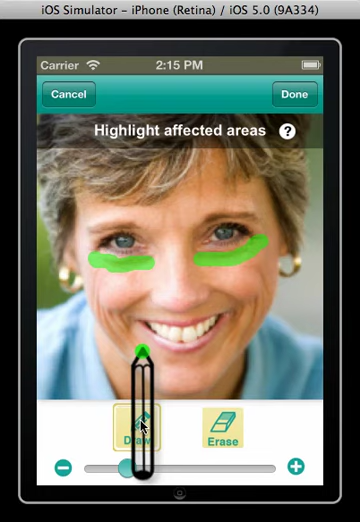 iOS Simulator – iPhone (Retina) / iOS 5.0 (9A334)
Carrier 2:15 PM
Cancel Done
Highlight affected areas ?
Draw Erase